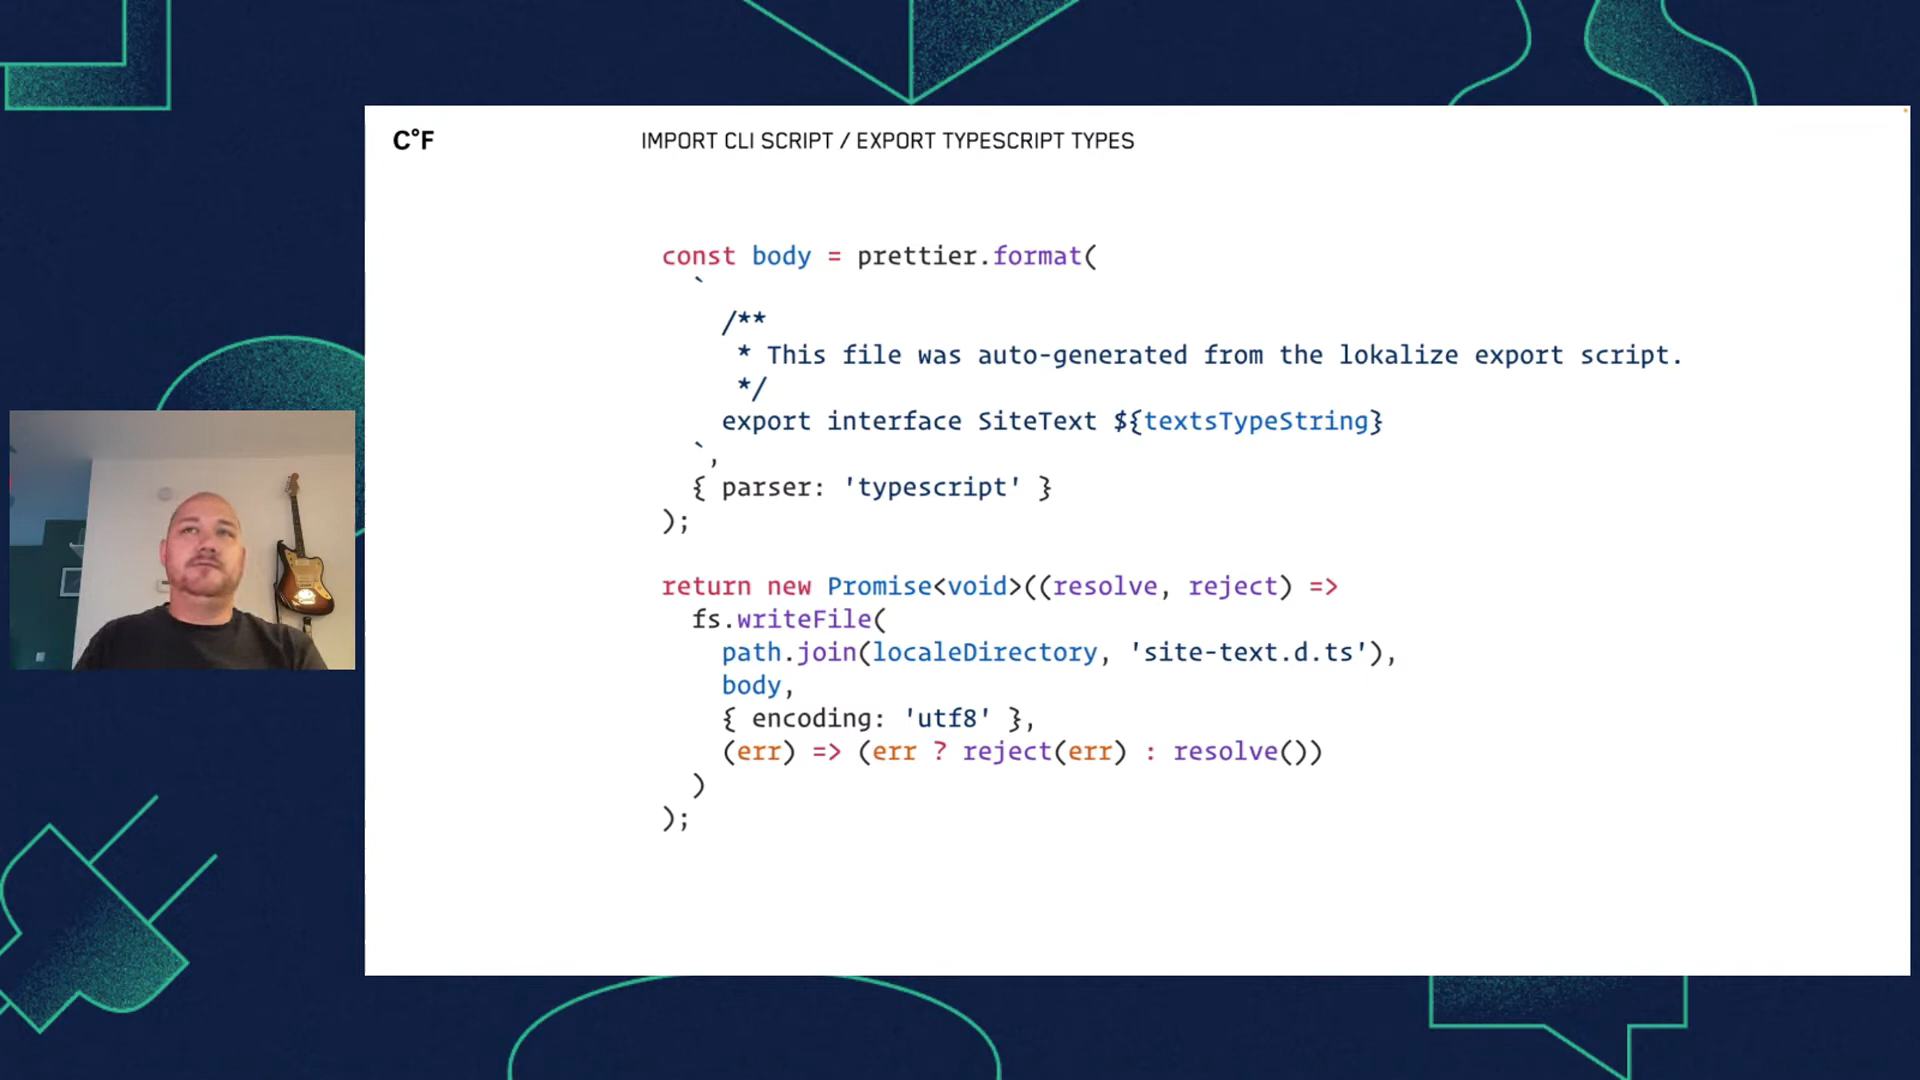 C°F
IMPORT CLI SCRIPT / EXPORT TYPESCRIPT TYPES
const body = prettier.format(
`
/**
* This file was auto-generated from the lokalize export script.
*/
export interface SiteText ${textsTypeString}
`,
{ parser: 'typescript' }
);
return new Promise<void>((resolve, reject) =>
fs.writeFile(
path.join(localeDirectory, 'site-text.d.ts'),
body,
{ encoding: 'utf8' },
(err) => (err ? reject(err) : resolve())
)
);